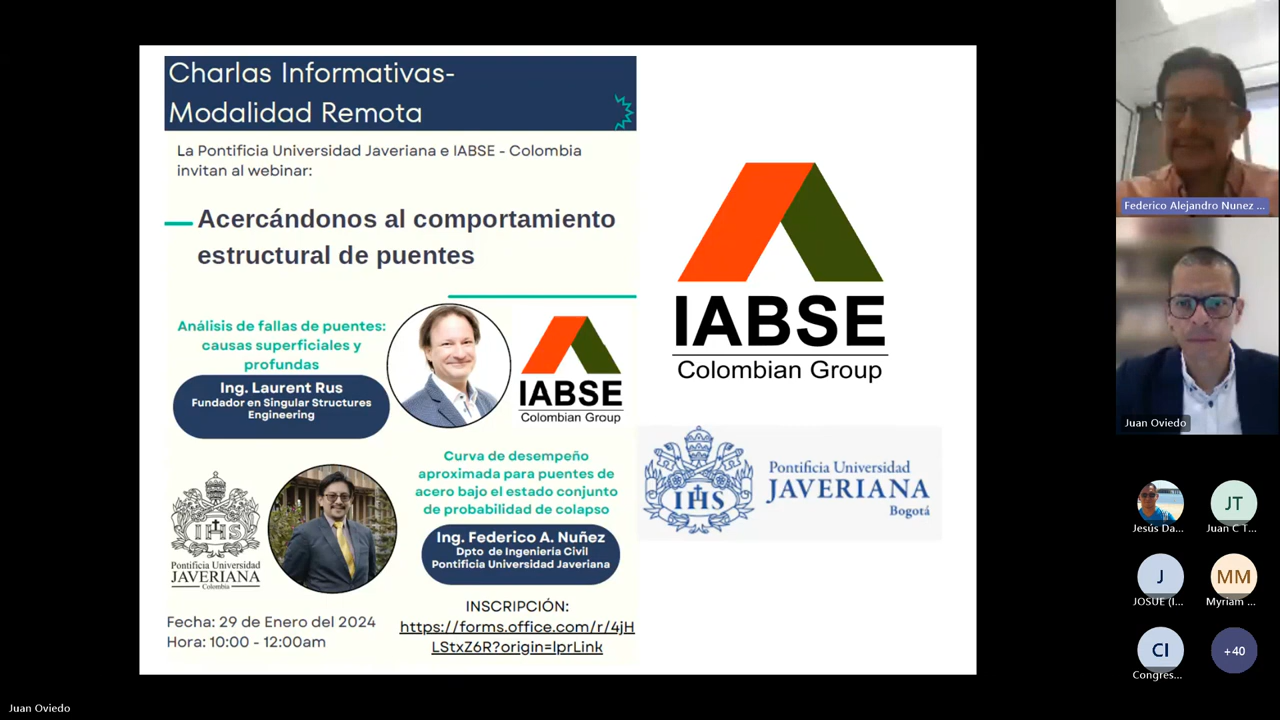 Charlas Informativas-
Modalidad Remota
La Pontificia Universidad Javeriana e IABSE - Colombia
invitan al webinar:
Acercándonos al comportamiento
estructural de puentes
Análisis de fallas de puentes:
causas superficiales y
profundas
Ing. Laurent Rus
Fundador en Singular Structures
Engineering
IABSE
Colombian Group
Curva de desempeño
aproximada para puentes de
acero bajo el estado conjunto
de probabilidad de colapso
Ing. Federico A. Nuñez
Dpto de Ingeniería Civil
Pontificia Universidad Javeriana
IHS
Pontificia Universidad
JAVERIANA
Colombia
Fecha: 29 de Enero del 2024
Hora: 10:00 - 12:00am
INSCRIPCIÓN:
https://forms.office.com/r/4jH
LStxZ6R?origin=lprLink
IABSE
Colombian Group
IHS
Pontificia Universidad
JAVERIANA
Bogotá
Federico Alejandro Nunez ...
Juan Oviedo
Jesús Da...
JT
Juan C T...
J
JOSUE (I...
MM
Myriam ...
CI
Congres...
+40
Juan Oviedo